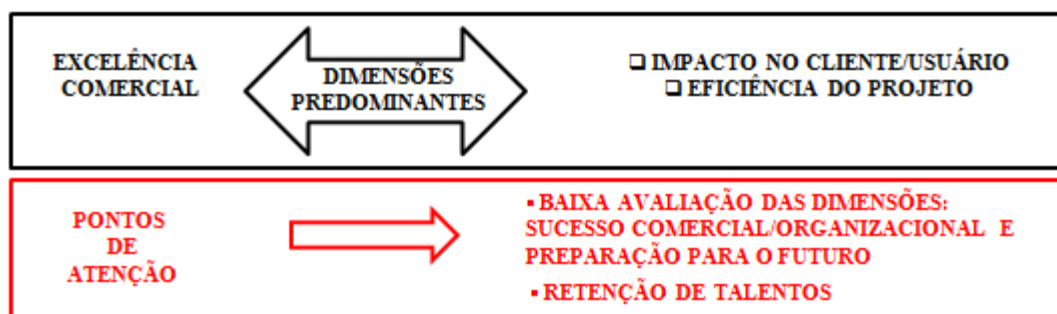 EXCELÊNCIA
COMERCIAL
DIMENSÕES
PREDOMINANTES
❑ IMPACTO NO CLIENTE/USUÁRIO
❑ EFICIÊNCIA DO PROJETO
PONTOS
DE
ATENÇÃO
▪ BAIXA AVALIAÇÃO DAS DIMENSÕES:
SUCESSO COMERCIAL/ORGANIZACIONAL E
PREPARAÇÃO PARA O FUTURO
▪ RETENÇÃO DE TALENTOS